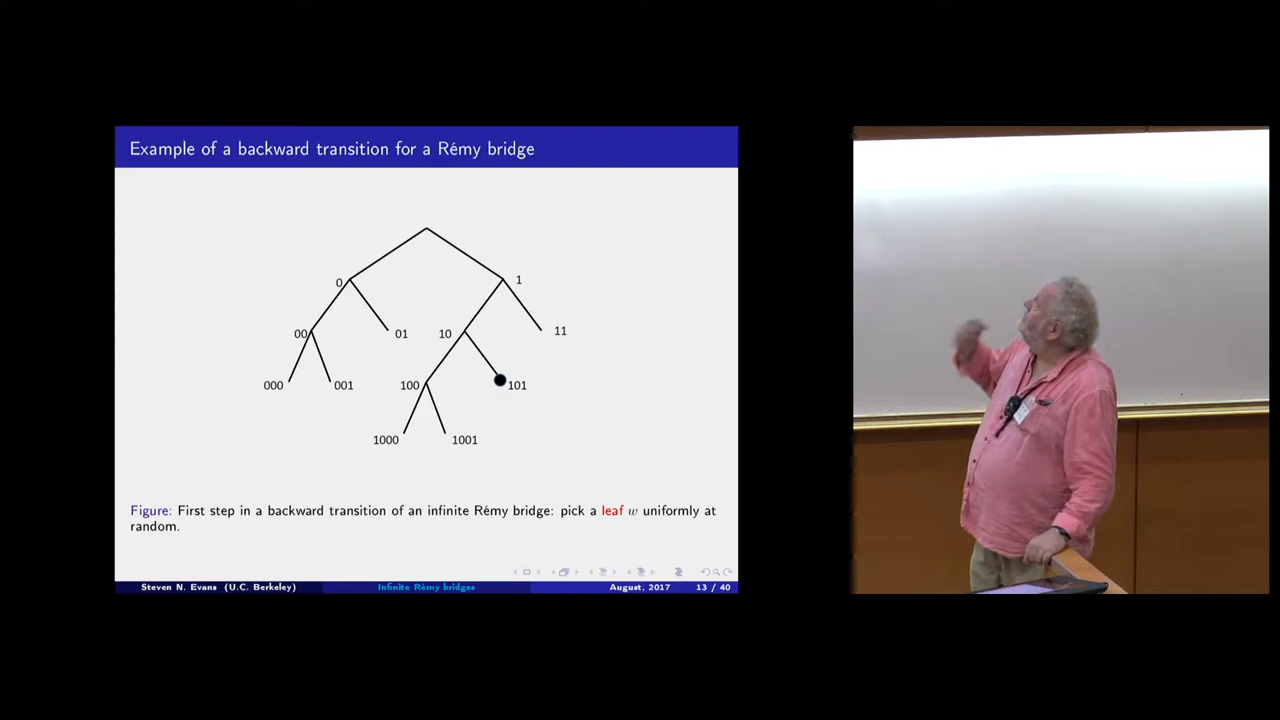 Example of a backward transition for a Rémy bridge
0
1
00
01
10
11
000
001
100
101
1000
1001
Figure: First step in a backward transition of an infinite Rémy bridge: pick a leaf w uniformly at
random.
Steven N. Evans (U.C. Berkeley)
Infinite Rémy bridges
August, 2017
13 / 40